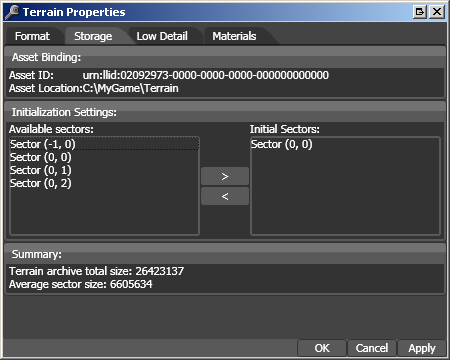 Terrain Properties
Format Storage Low Detail Materials
Asset Binding:
Asset ID: urn:llid:02092973-0000-0000-0000-000000000000
Asset Location:C:\MyGame\Terrain
Initialization Settings:
Available sectors: Initial Sectors:
Sector (-1, 0) Sector (0, 0)
Sector (0, 0)
Sector (0, 1)
Sector (0, 2)
>
<
Summary:
Terrain archive total size: 26423137
Average sector size: 6605634
OK Cancel Apply